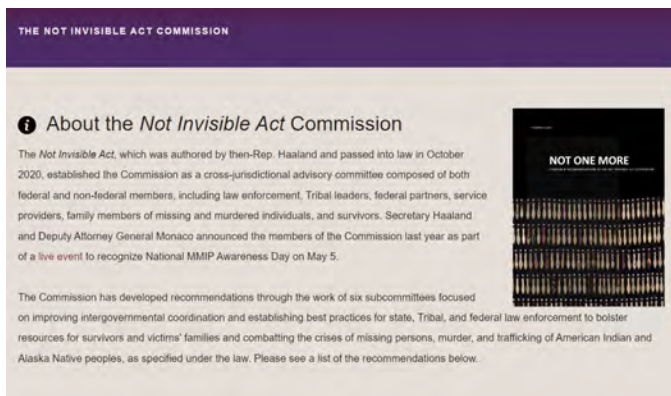 THE NOT INVISIBLE ACT COMMISSION
About the Not Invisible Act Commission
The Not Invisible Act, which was authored by then-Rep. Haaland and passed into law in October
2020, established the Commission as a cross-jurisdictional advisory committee composed of both
federal and non-federal members, including law enforcement, Tribal leaders, federal partners, service
providers, family members of missing and murdered individuals, and survivors. Secretary Haaland
and Deputy Attorney General Monaco announced the members of the Commission last year as part
of a live event to recognize National MMIP Awareness Day on May 5.
NOT ONE MORE
The Commission has developed recommendations through the work of six subcommittees focused
on improving intergovernmental coordination and establishing best practices for state, Tribal, and federal law enforcement to bolster
resources for survivors and victims' families and combatting the crises of missing persons, murder, and trafficking of American Indian and
Alaska Native peoples, as specified under the law. Please see a list of the recommendations below.